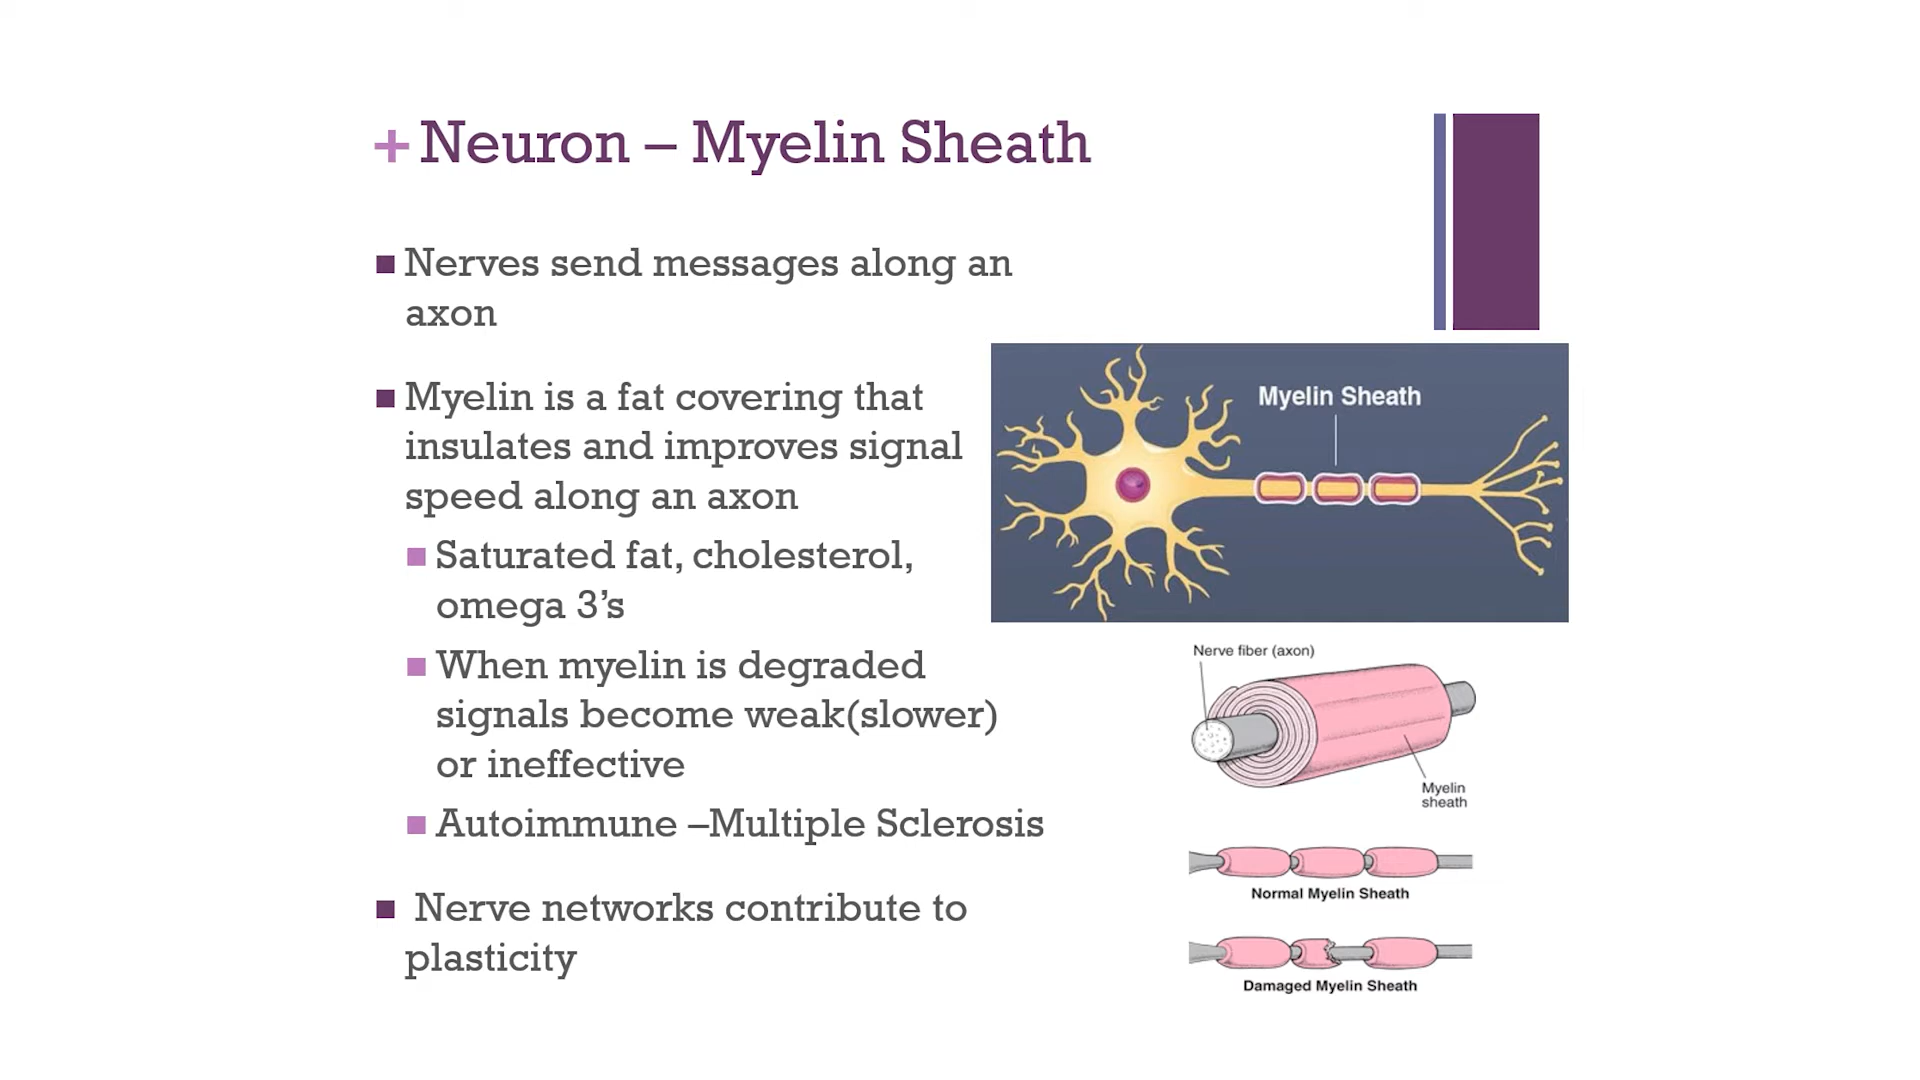 + Neuron – Myelin Sheath
Nerves send messages along an
axon
Myelin is a fat covering that
insulates and improves signal
speed along an axon
Saturated fat, cholesterol,
omega 3’s
When myelin is degraded
signals become weak(slower)
or ineffective
Autoimmune –Multiple Sclerosis
Nerve networks contribute to
plasticity
Myelin Sheath
Nerve fiber (axon)
Myelin
sheath
Normal Myelin Sheath
Damaged Myelin Sheath